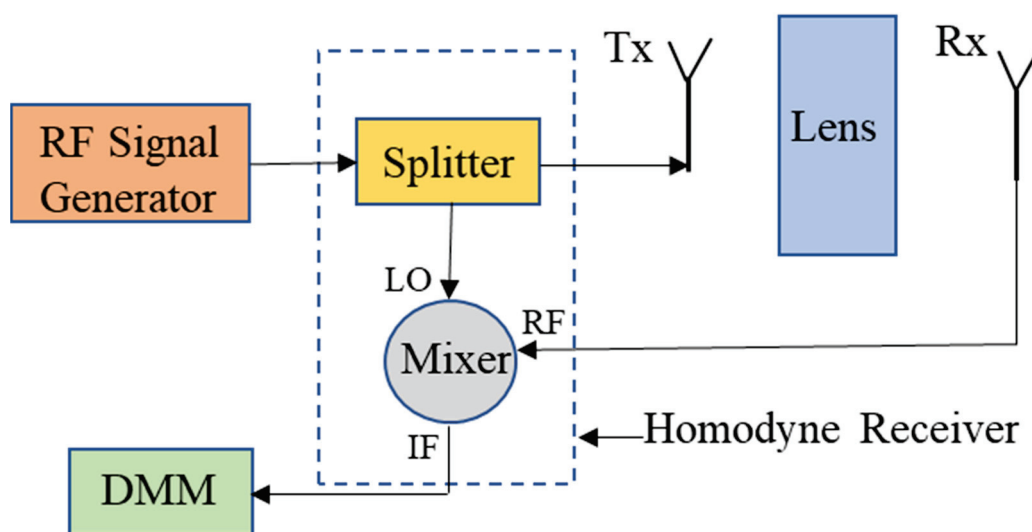 Tx
Rx
RF Signal
Generator
Splitter
Lens
LO
RF
Mixer
Homodyne Receiver
IF
DMM